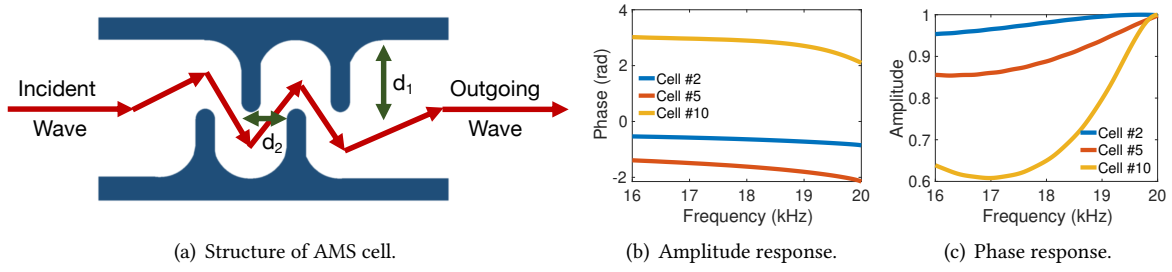 Incident
Wave
d₁
d₂
Outgoing
Wave
(a) Structure of AMS cell.
Phase (rad)
4
2
0
-2
Cell #2
Cell #5
Cell #10
16 17 18 19 20
Frequency (kHz)
(b) Amplitude response.
Amplitude
1
0.9
0.8
0.7
0.6
Cell #2
Cell #5
Cell #10
16 17 18 19 20
Frequency (kHz)
(c) Phase response.